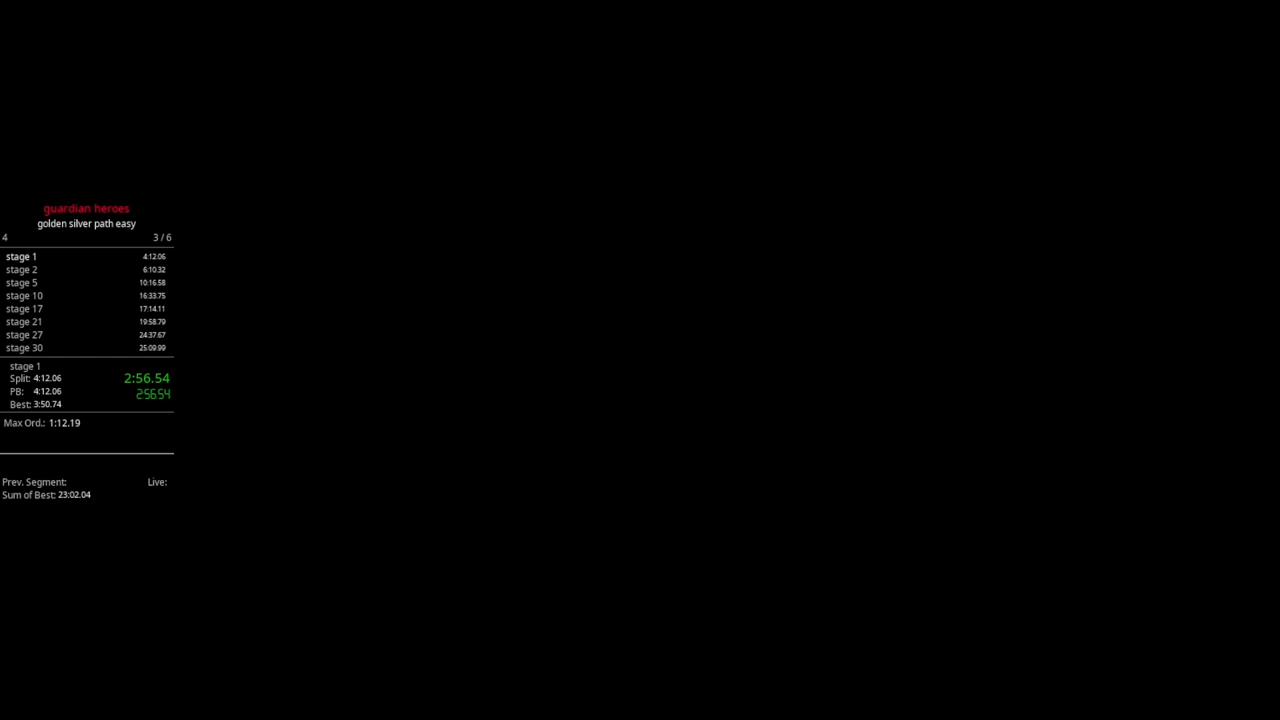 guardian heroes
golden silver path easy
4 3 / 6
stage 1 4:12.06
stage 2 6:10.32
stage 5 10:16.58
stage 10 16:33.75
stage 17 17:14.11
stage 21 19:58.79
stage 27 24:37.67
stage 30 25:09.99
stage 1
Split: 4:12.06 2:56.54
PB: 4:12.06 2:56.54
Best: 3:50.74
Max Ord.: 1:12.19
Prev. Segment: Live:
Sum of Best: 23:02.04